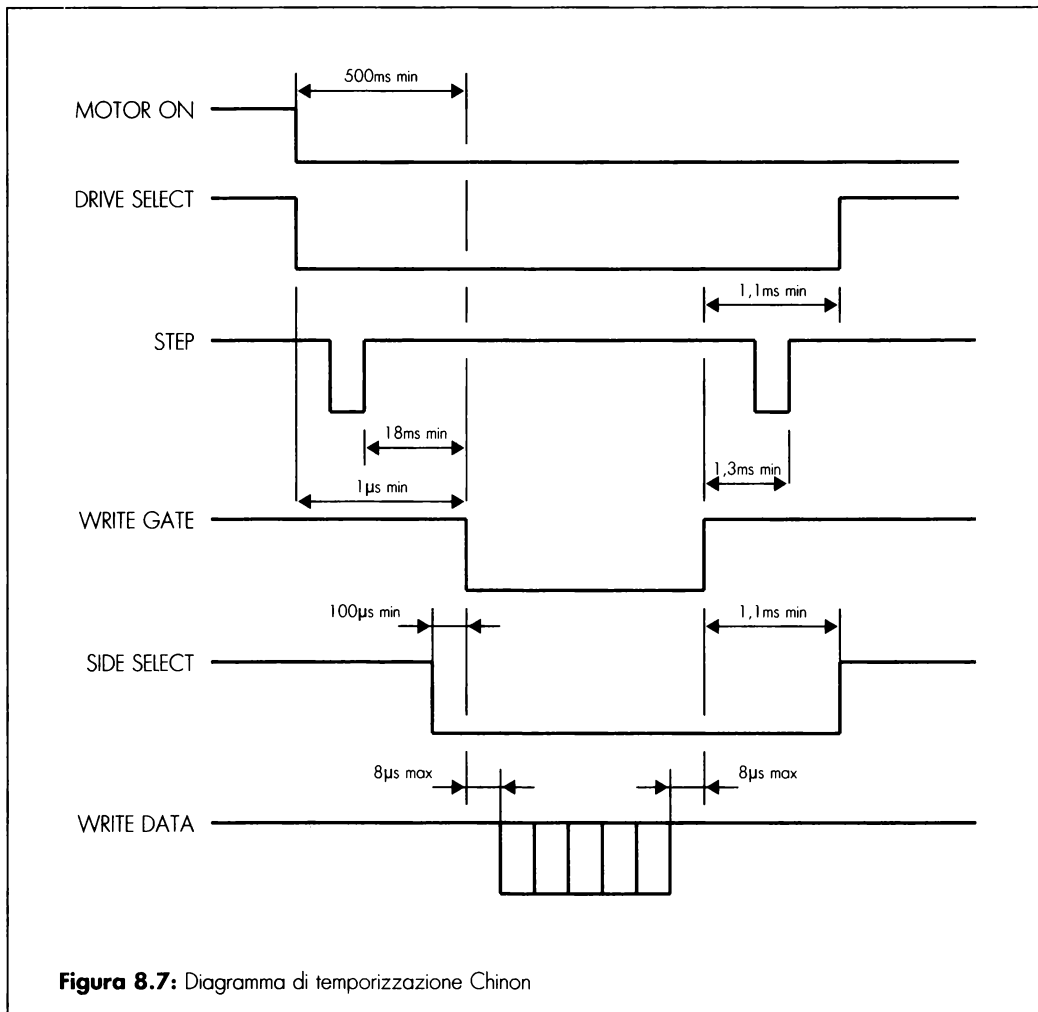 500ms min
MOTOR ON
DRIVE SELECT
1,1ms min
STEP
18ms min
1,3ms min
1µs min
WRITE GATE
100µs min
1,1ms min
SIDE SELECT
8µs max
8µs max
WRITE DATA
Figura 8.7: Diagramma di temporizzazione Chinon